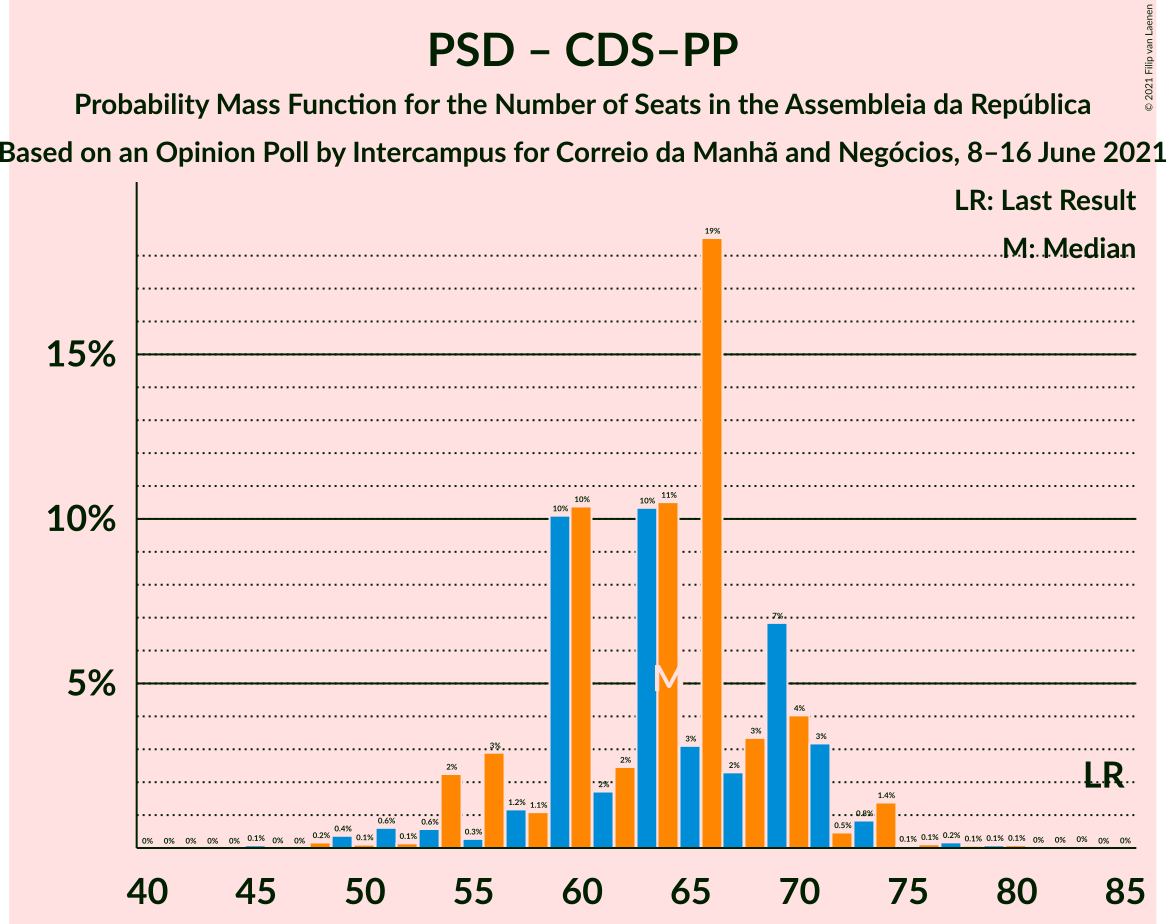 PSD – CDS–PP
Probability Mass Function for the Number of Seats in the Assembleia da República
Based on an Opinion Poll by Intercampus for Correio da Manhã and Negócios, 8–16 June 2021
© 2021 Filip van Laenen
LR: Last Result
M: Median
15%
10%
5%
0% 0% 0% 0% 0% 0.1% 0% 0% 0.2% 0.4% 0.1% 0.6% 0.1% 0.6% 2% 0.3% 3% 1.2% 1.1% 10% 10% 2% 2% 10% 11% 3% 19% 2% 3% 7% 4% 3% 0.5% 0.8% 1.4% 0.1% 0.1% 0.2% 0.1% 0.1% 0.1% 0% 0% 0% 0% 0%
M
LR
40 45 50 55 60 65 70 75 80 85